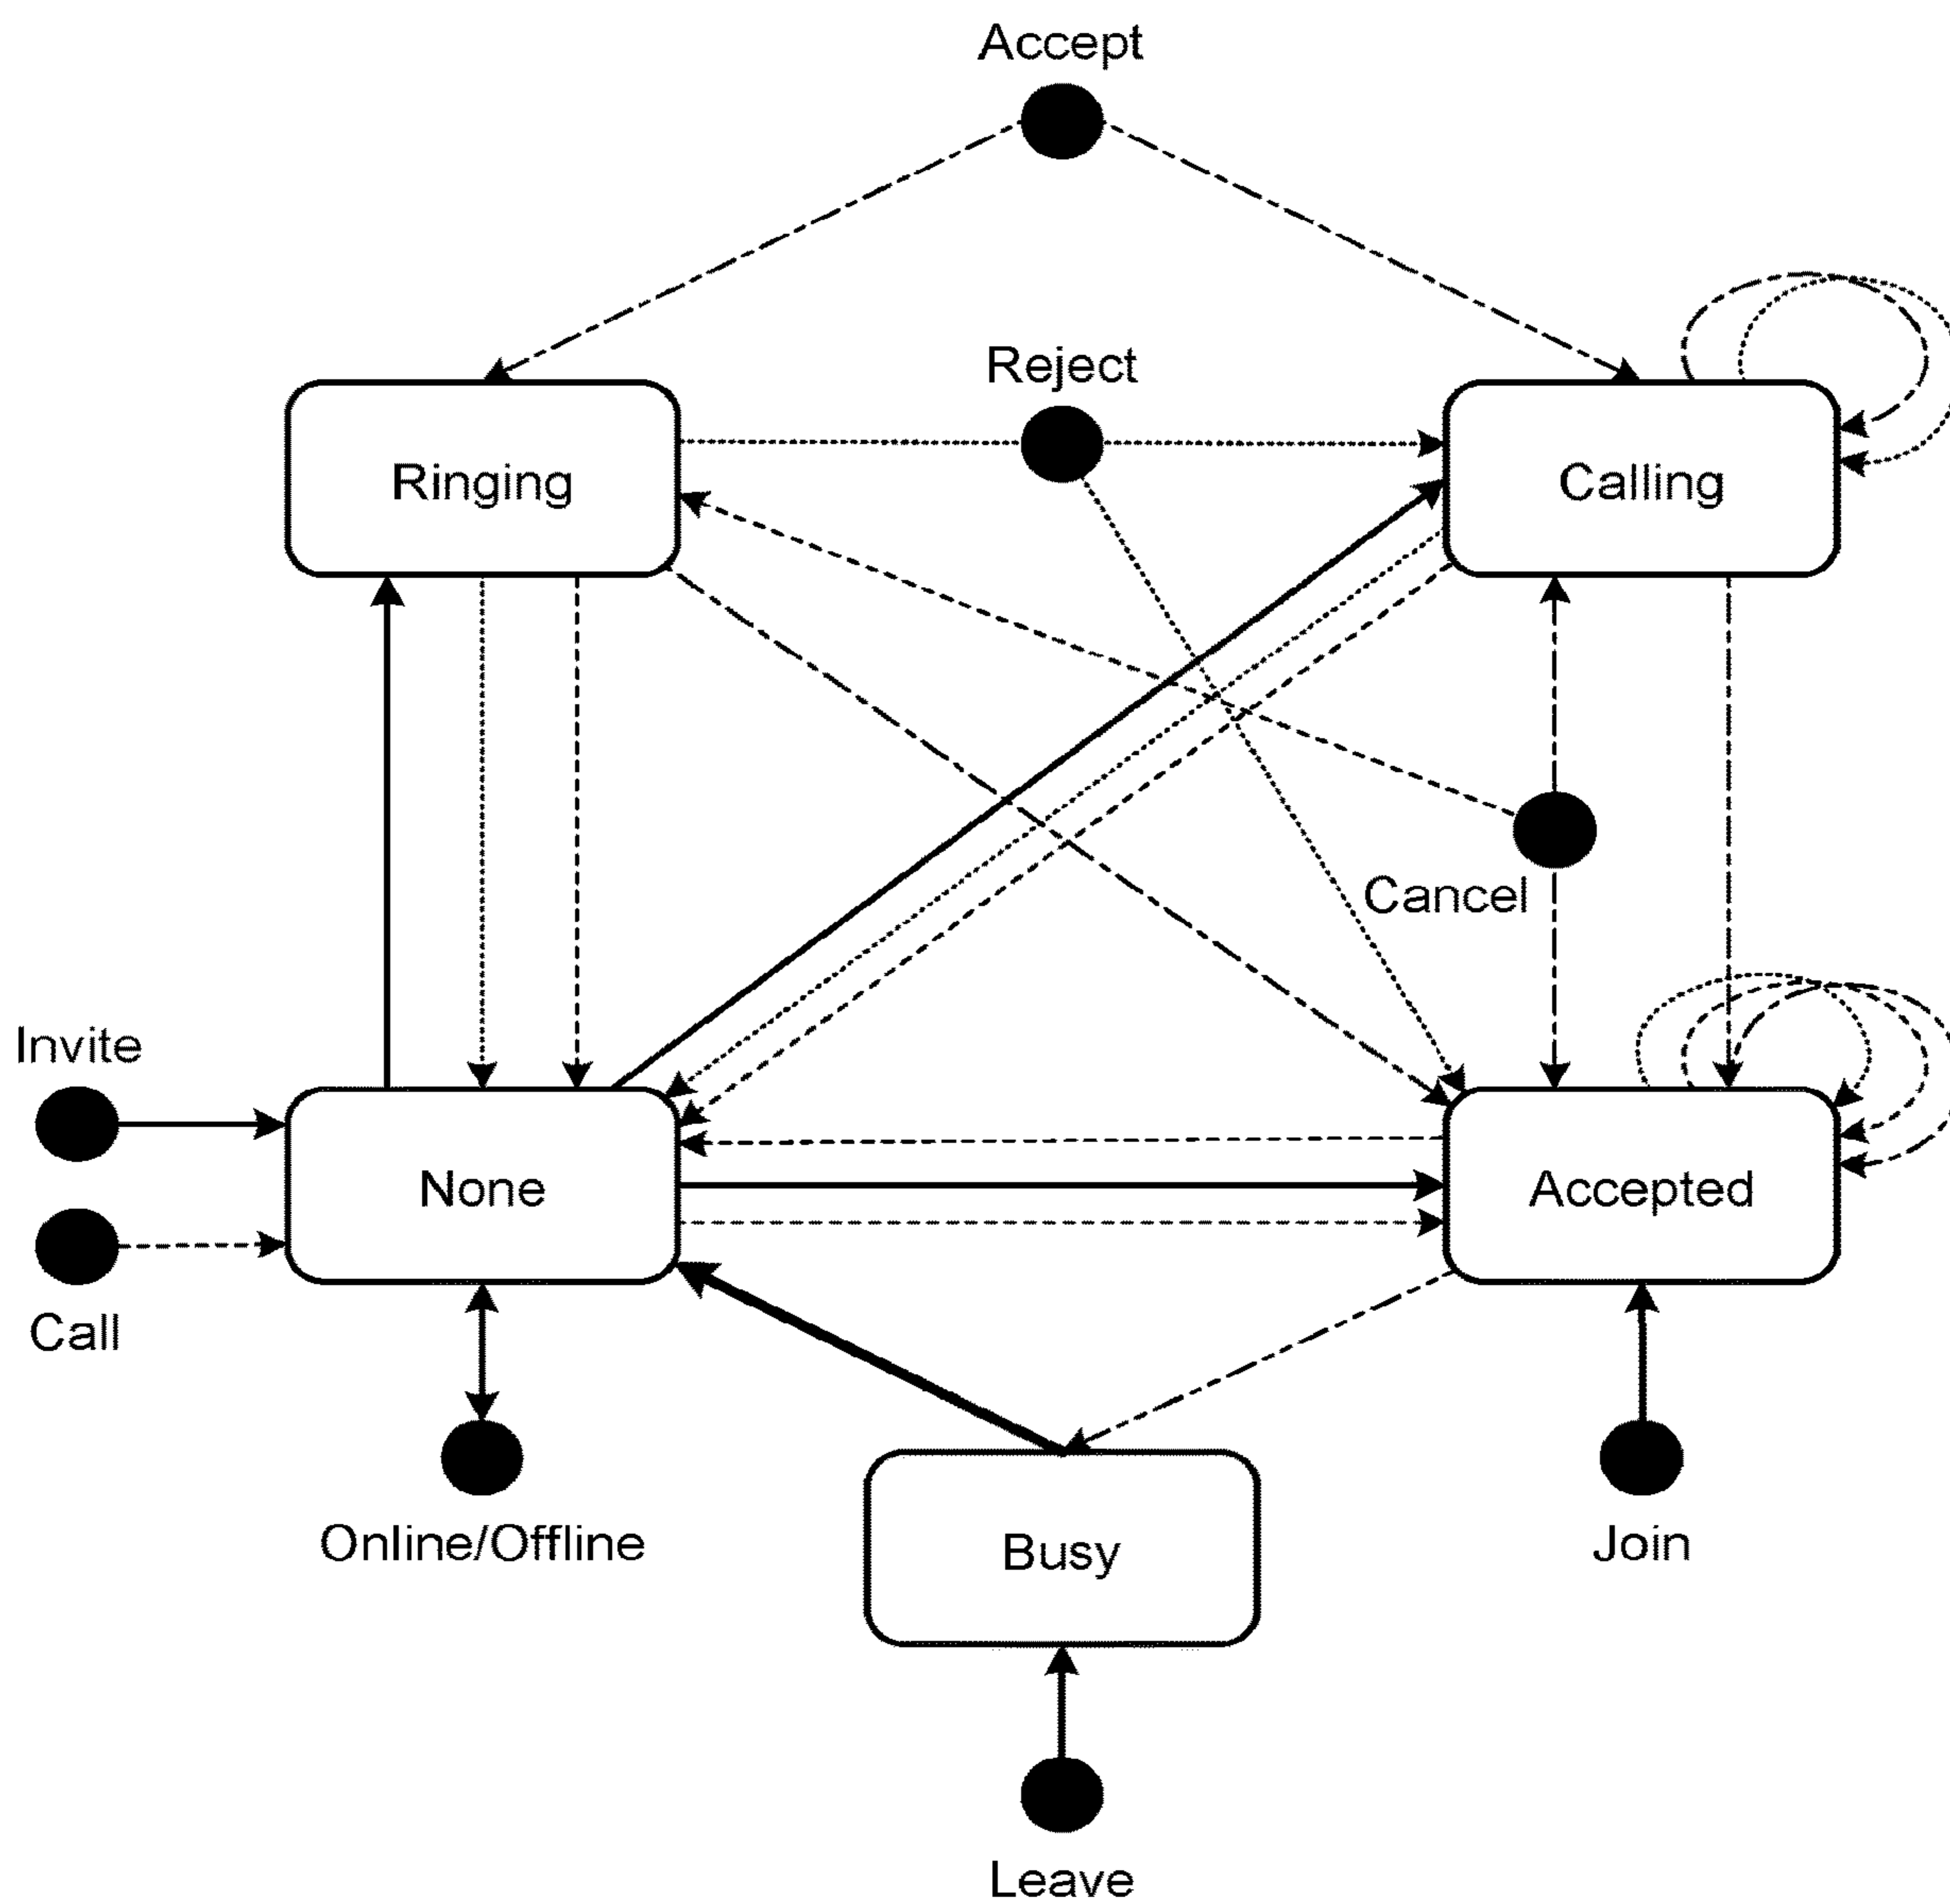 Accept
Reject
Ringing
Calling
Cancel
Invite
None
Accepted
Call
Online/Offline
Busy
Join
Leave